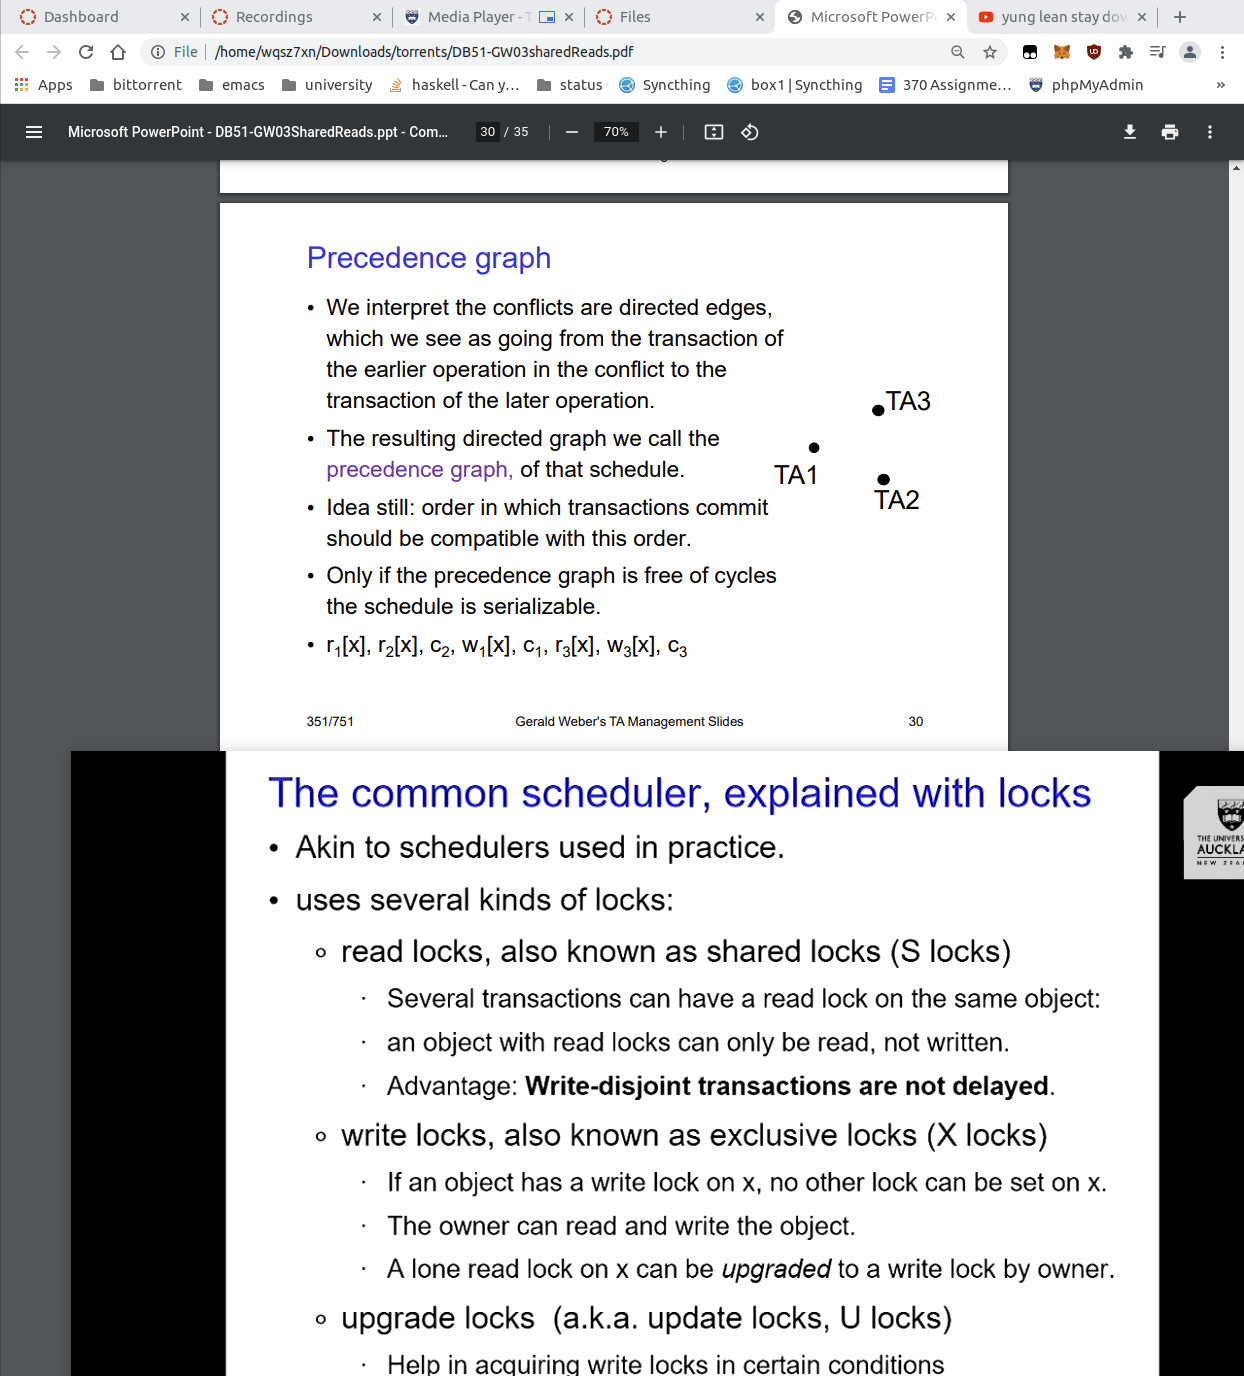 Dashboard
Recordings
Media Player - T
Files
Microsoft PowerP
yung lean stay dov
File
/home/wqsz7xn/Downloads/torrents/DB51-GW03sharedReads.pdf
Apps
bittorrent
emacs
university
haskell - Can y...
status
Syncthing
box1 | Syncthing
370 Assignme...
phpMyAdmin
»
Microsoft PowerPoint - DB51-GW03SharedReads.ppt - Com...
30 / 35
70%
Precedence graph
• We interpret the conflicts are directed edges,
which we see as going from the transaction of
the earlier operation in the conflict to the
transaction of the later operation.
• The resulting directed graph we call the
precedence graph, of that schedule.
• Idea still: order in which transactions commit
should be compatible with this order.
• Only if the precedence graph is free of cycles
the schedule is serializable.
• r1[x], r2[x], c2, w1[x], c1, r3[x], w3[x], c3
TA3
TA1
TA2
351/751
Gerald Weber's TA Management Slides
30
The common scheduler, explained with locks
• Akin to schedulers used in practice.
• uses several kinds of locks:
o read locks, also known as shared locks (S locks)
· Several transactions can have a read lock on the same object:
· an object with read locks can only be read, not written.
· Advantage: Write-disjoint transactions are not delayed.
o write locks, also known as exclusive locks (X locks)
· If an object has a write lock on x, no other lock can be set on x.
· The owner can read and write the object.
· A lone read lock on x can be upgraded to a write lock by owner.
o upgrade locks (a.k.a. update locks, U locks)
· Help in acquiring write locks in certain conditions
THE UNIVERS
AUCKLA
NEW ZEA